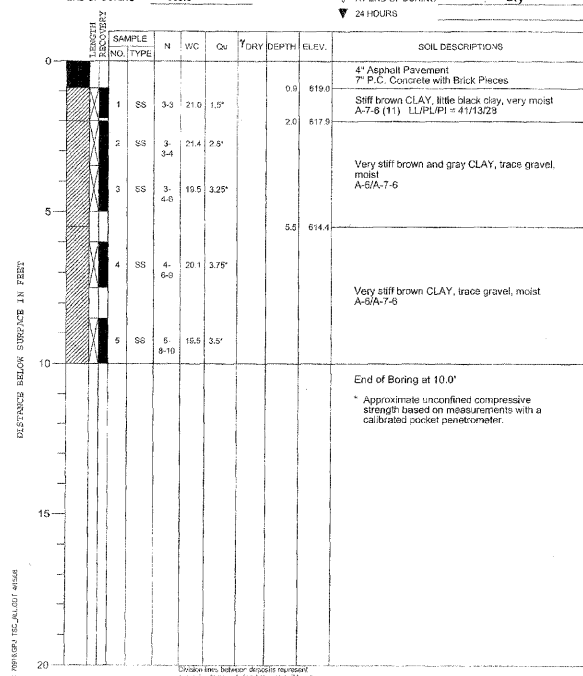 24 HOURS
LENGTH
RECOVERY
SAMPLE
NO. TYPE N WC Qu γDRY DEPTH ELEV. SOIL DESCRIPTIONS
0
4" Asphalt Pavement
7" P.C. Concrete with Brick Pieces
0.9 619.0
1 SS 3-3 21.0 1.5*
Stiff brown CLAY, little black clay, very moist
A-7-6 (11) LL/PL/PI = 41/13/28
2.0 617.9
2 SS 3-
3-4 21.4 2.5*
Very stiff brown and gray CLAY, trace gravel,
moist
A-6/A-7-6
3 SS 3-
4-6 19.5 3.25*
5
5.5 614.4
4 SS 4-
6-9 20.1 3.75*
Very stiff brown CLAY, trace gravel, moist
A-6/A-7-6
5 SS 6-
8-10 19.5 3.5*
10
End of Boring at 10.0'
* Approximate unconfined compressive
strength based on measurements with a
calibrated pocket penetrometer.
15
20
DISTANCE BELOW SURFACE IN FEET
Division lines between deposits represent